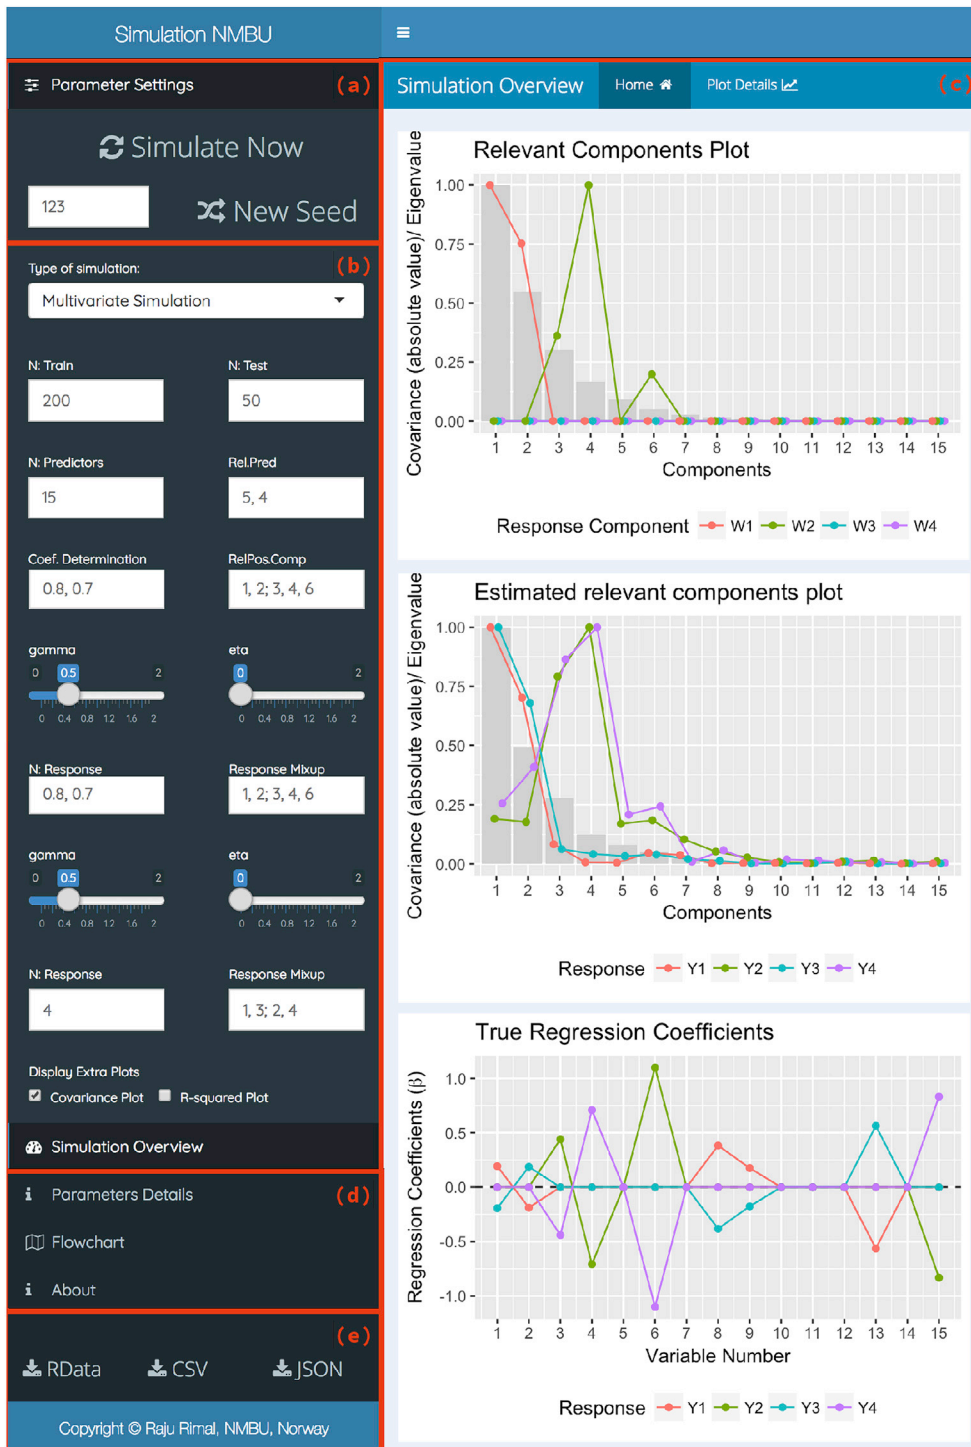 Simulation NMBU
Parameter Settings
(a)
Simulate Now
123
New Seed
(b)
Type of simulation:
Multivariate Simulation
N: Train
N: Test
200
50
N: Predictors
Rel.Pred
15
5, 4
Coef. Determination
RelPos.Comp
0.8, 0.7
1, 2; 3, 4, 6
gamma
eta
0 0.5 2
0 2
0 0.4 0.8 1.2 1.6 2
0 0.4 0.8 1.2 1.6 2
N: Response
Response Mixup
0.8, 0.7
1, 2; 3, 4, 6
gamma
eta
0 0.5 2
0 2
0 0.4 0.8 1.2 1.6 2
0 0.4 0.8 1.2 1.6 2
N: Response
Response Mixup
4
1, 3; 2, 4
Display Extra Plots
Covariance Plot
R-squared Plot
Simulation Overview
Parameters Details
(d)
Flowchart
About
(e)
RData
CSV
JSON
Copyright © Raju Rimal, NMBU, Norway
Simulation Overview
Home
Plot Details
(c)
Relevant Components Plot
Covariance (absolute value)/ Eigenvalue
1.00
0.75
0.50
0.25
0.00
1 2 3 4 5 6 7 8 9 10 11 12 13 14 15
Components
Response Component W1 W2 W3 W4
Estimated relevant components plot
Covariance (absolute value)/ Eigenvalue
1.00
0.75
0.50
0.25
0.00
1 2 3 4 5 6 7 8 9 10 11 12 13 14 15
Components
Response Y1 Y2 Y3 Y4
True Regression Coefficients
Regression Coefficients (β)
1.0
0.5
0.0
-0.5
-1.0
1 2 3 4 5 6 7 8 9 10 11 12 13 14 15
Variable Number
Response Y1 Y2 Y3 Y4